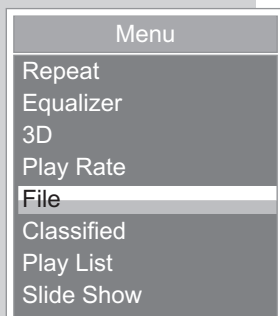 Menu
Repeat
Equalizer
3D
Play Rate
File
Classified
Play List
Slide Show